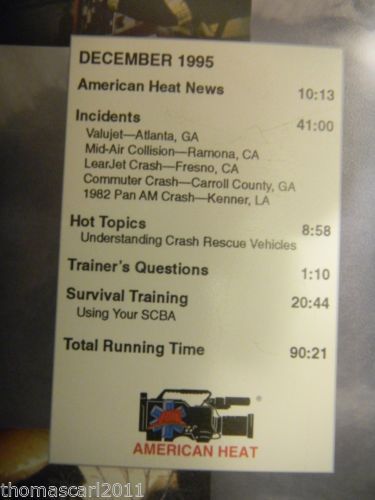 DECEMBER 1995
American Heat News 10:13
Incidents 41:00
Valujet—Atlanta, GA
Mid-Air Collision—Ramona, CA
LearJet Crash—Fresno, CA
Commuter Crash—Carroll County, GA
1982 Pan AM Crash—Kenner, LA
Hot Topics 8:58
Understanding Crash Rescue Vehicles
Trainer's Questions 1:10
Survival Training 20:44
Using Your SCBA
Total Running Time 90:21
®
AMERICAN HEAT
thomascarl2011